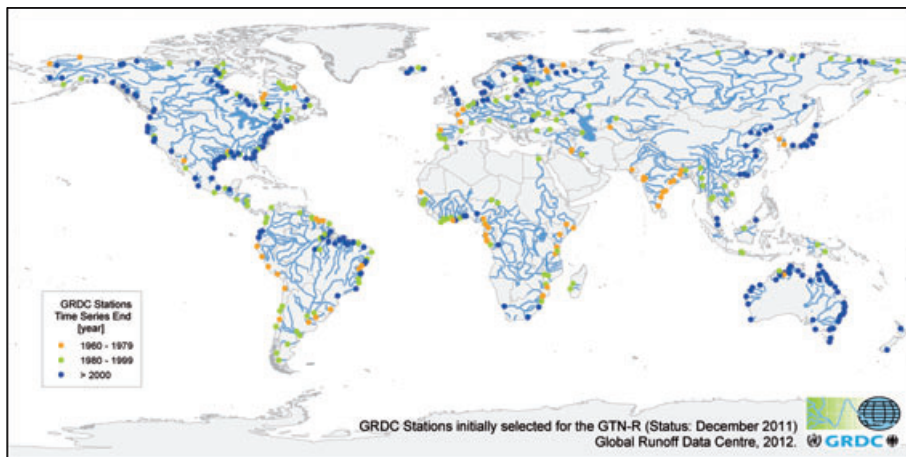 GRDC Stations
Time Series End
[year]
1960 - 1979
1980 - 1999
> 2000
GRDC Stations initially selected for the GTN-R (Status: December 2011)
Global Runoff Data Centre, 2012.
GRDC